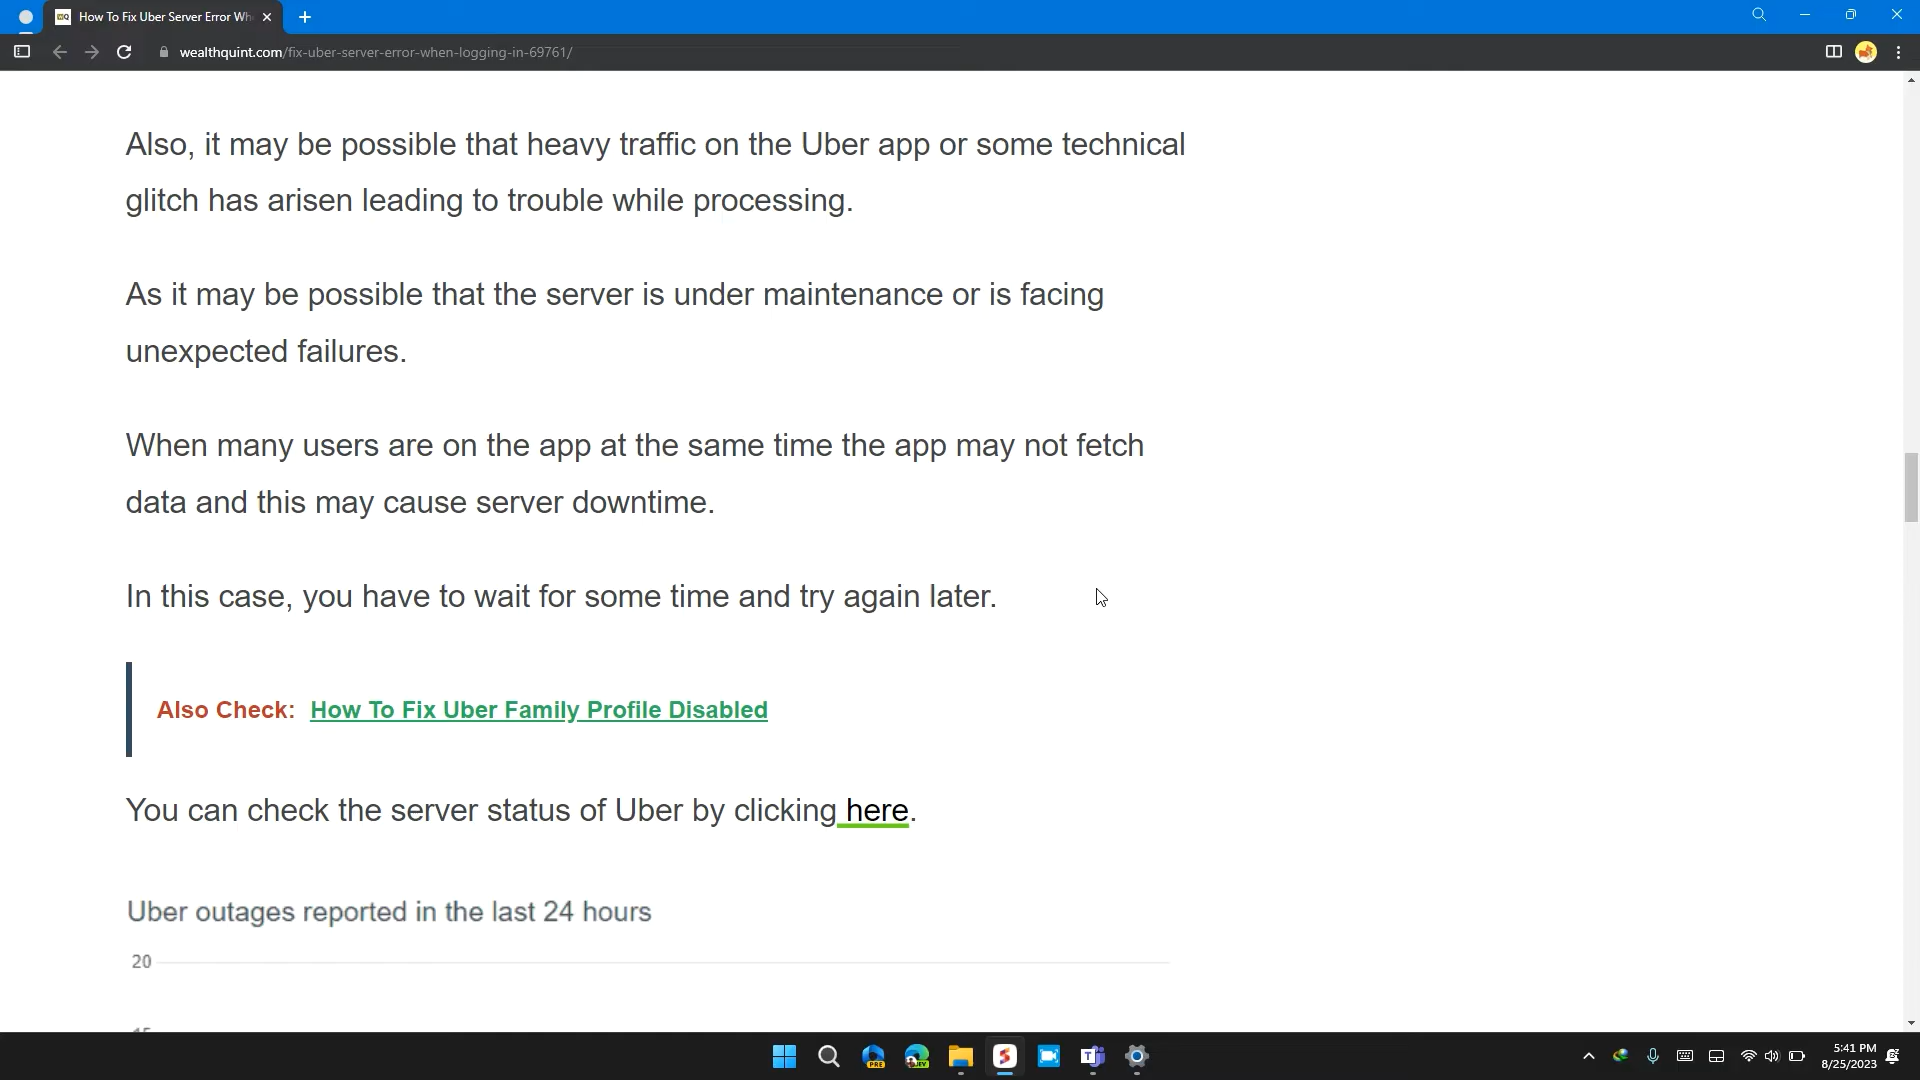 How To Fix Uber Server Error Wh
wealthquint.com/fix-uber-server-error-when-logging-in-69761/
Also, it may be possible that heavy traffic on the Uber app or some technical
glitch has arisen leading to trouble while processing.
As it may be possible that the server is under maintenance or is facing
unexpected failures.
When many users are on the app at the same time the app may not fetch
data and this may cause server downtime.
In this case, you have to wait for some time and try again later.
Also Check: How To Fix Uber Family Profile Disabled
You can check the server status of Uber by clicking here.
Uber outages reported in the last 24 hours
20
5:41 PM
8/25/2023